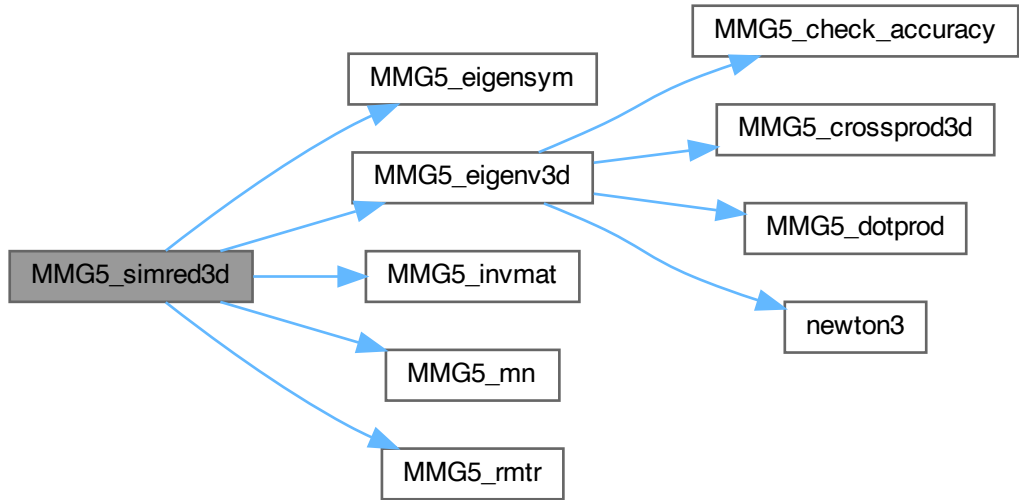 MMG5_simred3d
MMG5_eigensym
MMG5_eigenv3d
MMG5_invmat
MMG5_mn
MMG5_rmtr
MMG5_check_accuracy
MMG5_crossprod3d
MMG5_dotprod
newton3